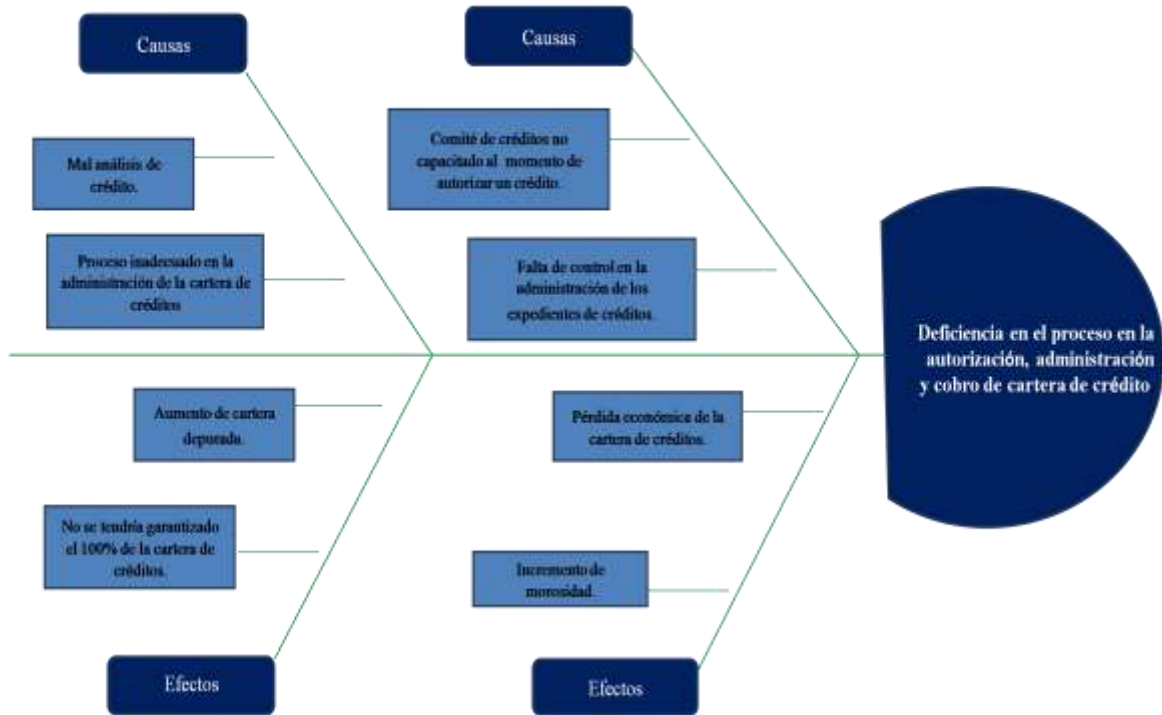 Causas
Causas
Mal análisis de
crédito.
Comité de créditos no
capacitado al momento de
autorizar un crédito.
Proceso inadecuado en la
administración de la cartera de
créditos
Falta de control en la
administración de los
expedientes de créditos.
Deficiencia en el proceso en la
autorización, administración
y cobro de cartera de crédito
Aumento de cartera
depurada.
Pérdida económica de la
cartera de créditos.
No se tendría garantizado
el 100% de la cartera de
créditos.
Incremento de
morosidad.
Efectos
Efectos